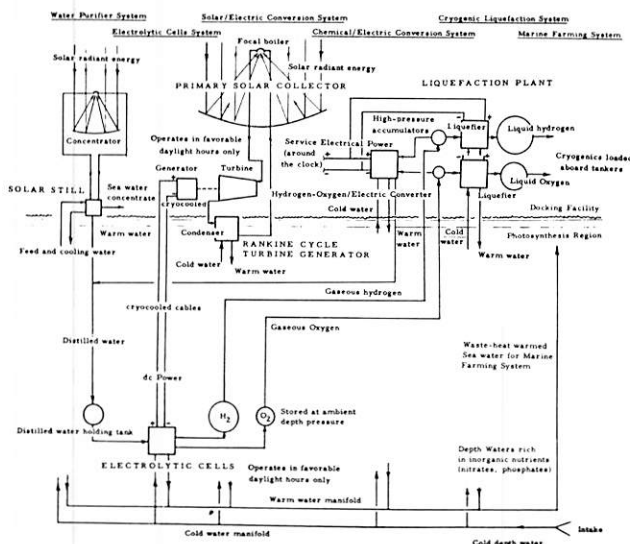 Water Purifier System
Solar/Electric Conversion System
Cryogenic Liquefaction System
Electrolytic Cells System
Chemical/Electric Conversion System
Marine Farming System
Solar radiant
energy
Focal boiler
Solar radiant
energy
PRIMARY SOLAR COLLECTOR
LIQUEFACTION PLANT
Concentrator
High-pressure
accumulators
Liquefier
Liquid hydrogen
Operates in favorable
daylight hours only
Service Electrical Power
(around
the clock)
Generator
Turbine
cryocooled
Cryogenics loaded
aboard tankers
Liquid Oxygen
Liquefier
SOLAR STILL
Sea water
concentrate
Hydrogen-Oxygen/Electric Converter
Cold water
Docking Facility
Warm water
Condenser
Warm
water
Cold
water
Photosynthesis Region
Feed and cooling water
RANKINE CYCLE
TURBINE GENERATOR
Cold water
Warm water
Warm water
Gaseous hydrogen
cryocooled cables
Gaseous Oxygen
Distilled water
Waste-heat warmed
Sea water for Marine
Farming System
dc Power
H2
O2
Stored at ambient
depth pressure
Distilled water holding tank
ELECTROLYTIC CELLS
Operates in favorable
daylight hours only
Depth Waters rich
in inorganic nutrients
(nitrates, phosphates)
Warm water manifold
Cold water manifold
Intake
Cold depth water